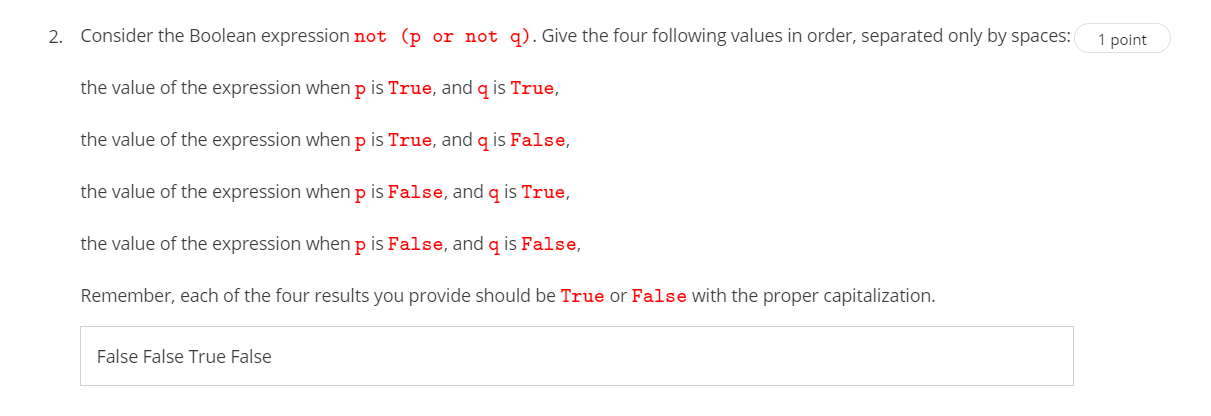 2. Consider the Boolean expression not (p or not q). Give the four following values in order, separated only by spaces: 1 point
the value of the expression when p is True, and q is True,
the value of the expression when p is True, and q is False,
the value of the expression when p is False, and q is True,
the value of the expression when p is False, and q is False,
Remember, each of the four results you provide should be True or False with the proper capitalization.
False False True False